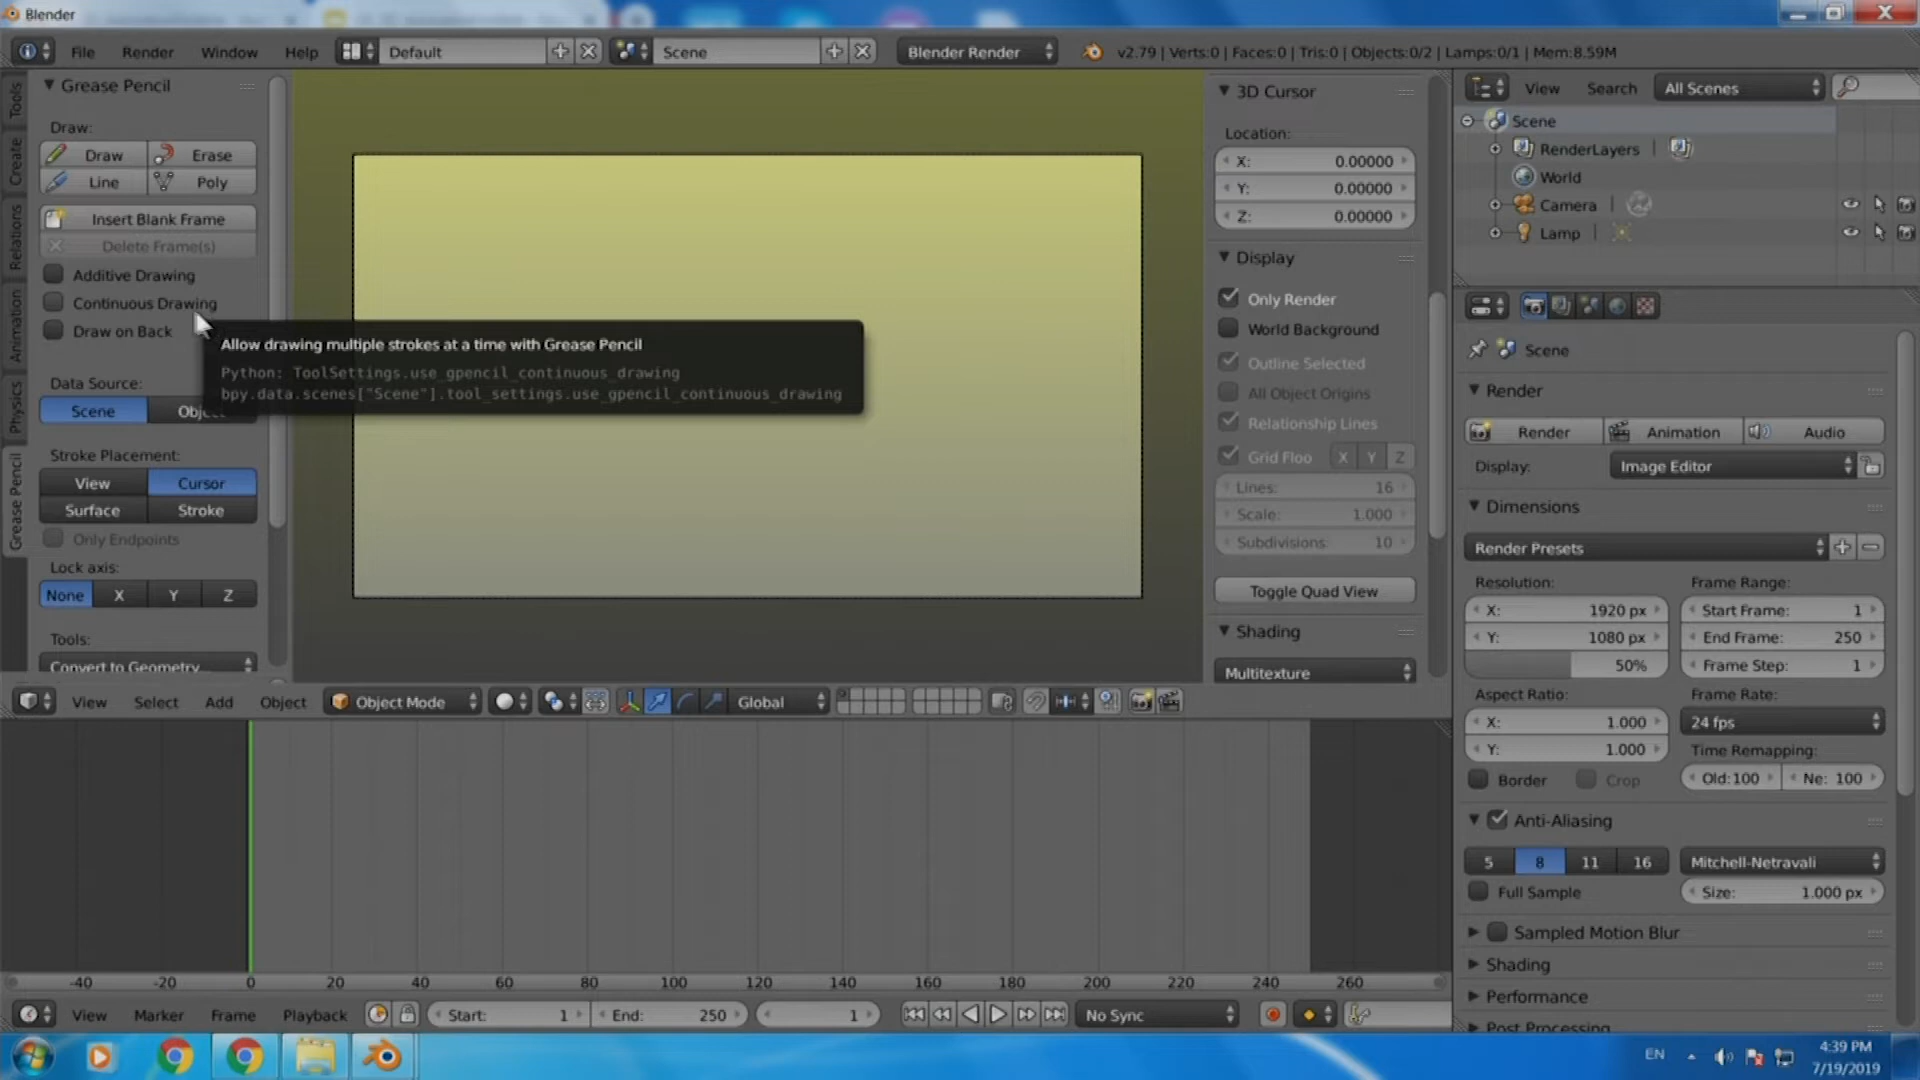 Blender
File Render Window Help Default Scene Blender Render v2.79 | Verts:0 | Faces:0 | Tris:0 | Objects:0/2 | Lamps:0/1 | Mem:8.59M
Tools
Create
Relations
Animation
Physics
Grease Pencil
Grease Pencil
Draw:
Draw Erase
Line Poly
Insert Blank Frame
Delete Frame(s)
Additive Drawing
Continuous Drawing
Draw on Back
Allow drawing multiple strokes at a time with Grease Pencil
Python: ToolSettings.use_gpencil_continuous_drawing
bpy.data.scenes["Scene"].tool_settings.use_gpencil_continuous_drawing
Data Source:
Scene
Stroke Placement:
View Cursor
Surface Stroke
Only Endpoints
Lock axis:
None X Y Z
Tools:
Convert to Geometry...
3D Cursor
Location:
X: 0.00000
Y: 0.00000
Z: 0.00000
Display
Only Render
World Background
Outline Selected
All Object Origins
Relationship Lines
Grid Floo X Y Z
Lines: 16
Scale: 1.000
Subdivisions: 10
Toggle Quad View
Shading
Multitexture
View Search All Scenes
Scene
RenderLayers |
World
Camera |
Lamp |
Scene
Render
Render Animation Audio
Display: Image Editor
Dimensions
Render Presets
Resolution: Frame Range:
X: 1920 px Start Frame: 1
Y: 1080 px End Frame: 250
50% Frame Step: 1
Aspect Ratio: Frame Rate:
X: 1.000 24 fps
Y: 1.000 Time Remapping:
Border Crop Old:100 Ne: 100
Anti-Aliasing
5 8 11 16 Mitchell-Netravali
Full Sample Size: 1.000 px
Sampled Motion Blur
Shading
Performance
Post Processing
View Select Add Object Object Mode Global
-40 -20 0 20 40 60 80 100 120 140 160 180 200 220 240 260
View Marker Frame Playback Start: 1 End: 250 1 No Sync
EN 4:39 PM
7/19/2019